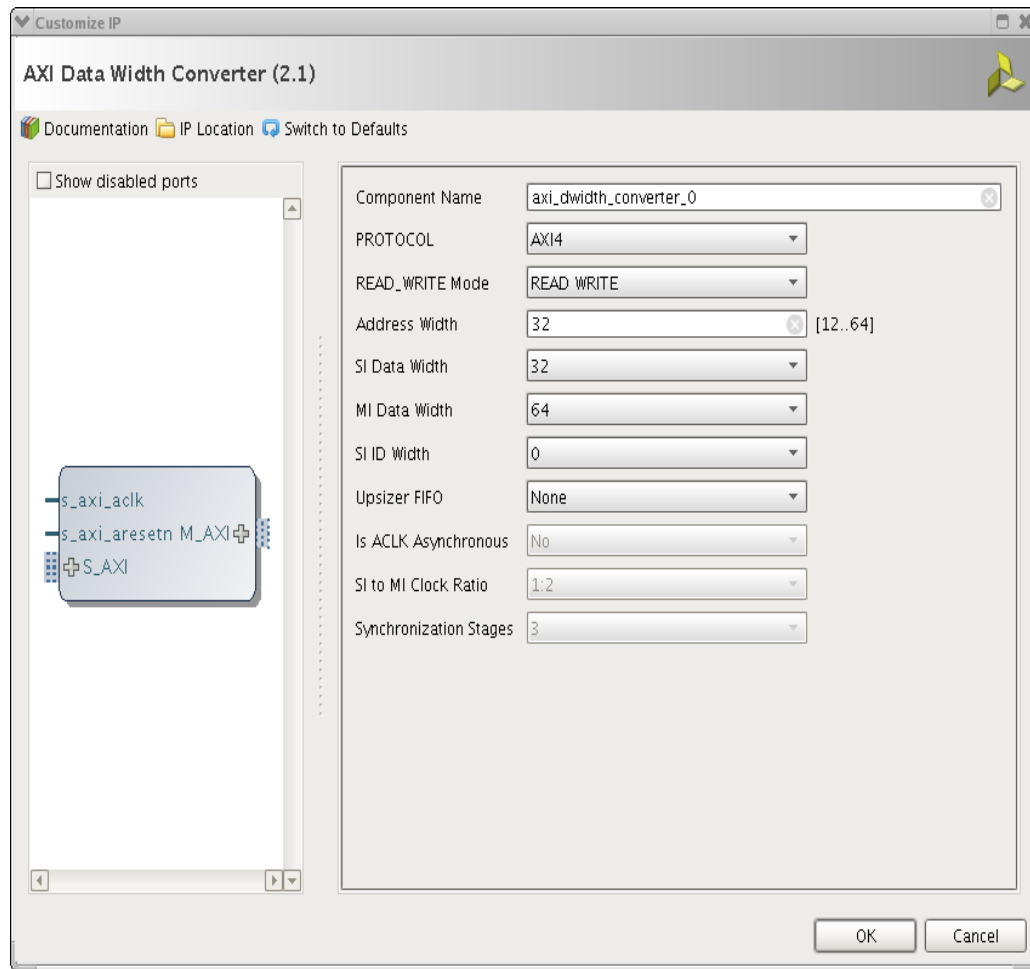 Customize IP
AXI Data Width Converter (2.1)
Documentation IP Location Switch to Defaults
Show disabled ports
s_axi_aclk
s_axi_aresetn M_AXI
S_AXI
Component Name axi_dwidth_converter_0
PROTOCOL AXI4
READ_WRITE Mode READ WRITE
Address Width 32 [12..64]
SI Data Width 32
MI Data Width 64
SI ID Width 0
Upsizer FIFO None
Is ACLK Asynchronous No
SI to MI Clock Ratio 1:2
Synchronization Stages 3
OK Cancel